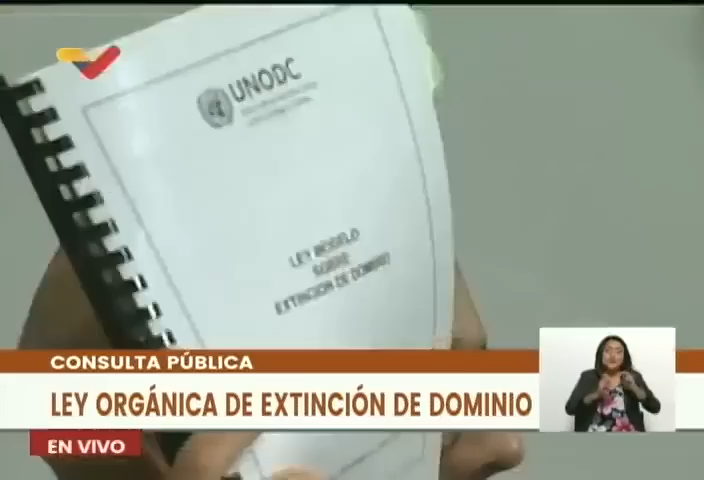 UNODC
LEY MODELO
SOBRE
EXTINCIÓN DE DOMINIO
CONSULTA PÚBLICA
LEY ORGÁNICA DE EXTINCIÓN DE DOMINIO
EN VIVO